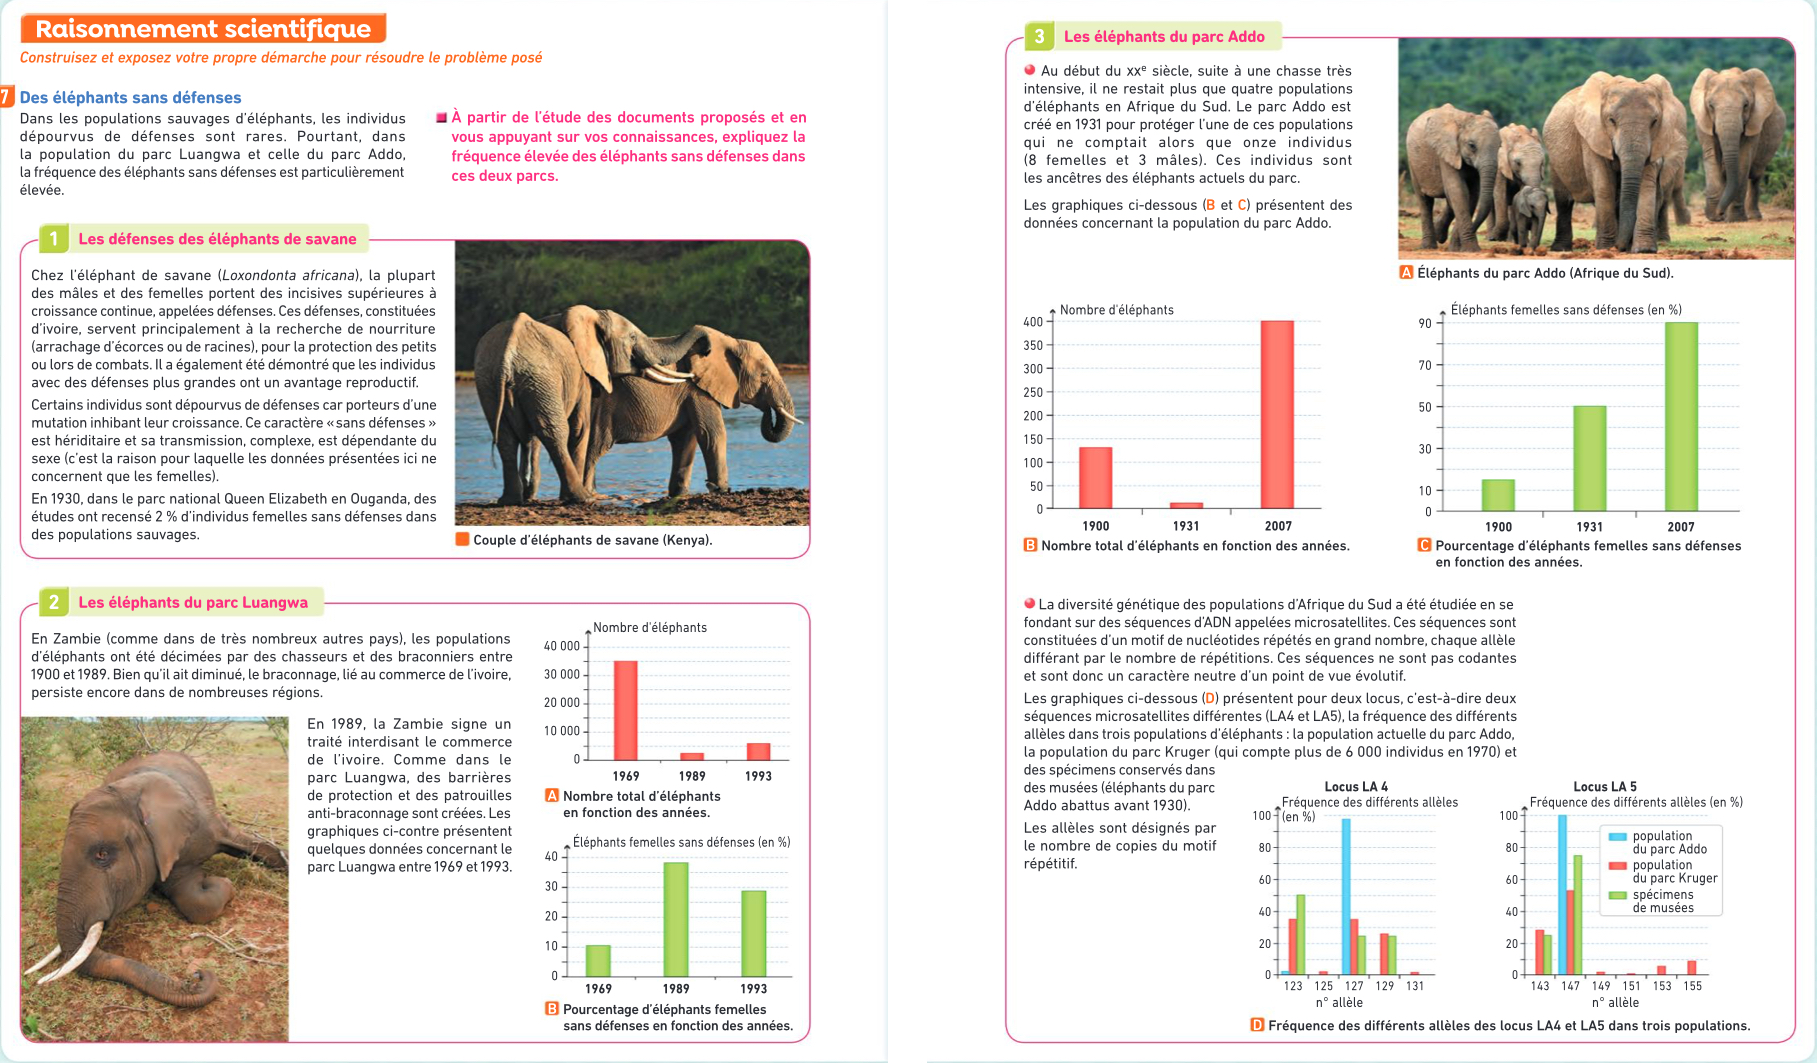 Raisonnement scientifique
Construisez et exposez votre propre démarche pour résoudre le problème posé
7 Des éléphants sans défenses
Dans les populations sauvages d'éléphants, les individus
dépourvus de défenses sont rares. Pourtant, dans
la population du parc Luangwa et celle du parc Addo,
la fréquence des éléphants sans défenses est particulièrement
élevée.
À partir de l'étude des documents proposés et en
vous appuyant sur vos connaissances, expliquez la
fréquence élevée des éléphants sans défenses dans
ces deux parcs.
1 Les défenses des éléphants de savane
Chez l'éléphant de savane (Loxondonta africana), la plupart
des mâles et des femelles portent des incisives supérieures à
croissance continue, appelées défenses. Ces défenses, constituées
d'ivoire, servent principalement à la recherche de nourriture
(arrachage d'écorces ou de racines), pour la protection des petits
ou lors de combats. Il a également été démontré que les individus
avec des défenses plus grandes ont un avantage reproductif.
Certains individus sont dépourvus de défenses car porteurs d'une
mutation inhibant leur croissance. Ce caractère «sans défenses»
est hériditaire et sa transmission, complexe, est dépendante du
sexe (c'est la raison pour laquelle les données présentées ici ne
concernent que les femelles).
En 1930, dans le parc national Queen Elizabeth en Ouganda, des
études ont recensé 2 % d'individus femelles sans défenses dans
des populations sauvages.
Couple d'éléphants de savane (Kenya).
2 Les éléphants du parc Luangwa
En Zambie (comme dans de très nombreux autres pays), les populations
d'éléphants ont été décimées par des chasseurs et des braconniers entre
1900 et 1989. Bien qu'il ait diminué, le braconnage, lié au commerce de l'ivoire,
persiste encore dans de nombreuses régions.
En 1989, la Zambie signe un
traité interdisant le commerce
de l'ivoire. Comme dans le
parc Luangwa, des barrières
de protection et des patrouilles
anti-braconnage sont créées. Les
graphiques ci-contre présentent
quelques données concernant le
parc Luangwa entre 1969 et 1993.
Nombre d'éléphants
40 000
30 000
20 000
10 000
0
1969 1989 1993
A Nombre total d'éléphants
en fonction des années.
Éléphants femelles sans défenses (en %)
40
30
20
10
0
1969 1989 1993
B Pourcentage d'éléphants femelles
sans défenses en fonction des années.
3 Les éléphants du parc Addo
Au début du XXe siècle, suite à une chasse très
intensive, il ne restait plus que quatre populations
d'éléphants en Afrique du Sud. Le parc Addo est
créé en 1931 pour protéger l'une de ces populations
qui ne comptait alors que onze individus
(8 femelles et 3 mâles). Ces individus sont
les ancêtres des éléphants actuels du parc.
Les graphiques ci-dessous (B et C) présentent des
données concernant la population du parc Addo.
A Éléphants du parc Addo (Afrique du Sud).
Nombre d'éléphants
400
350
300
250
200
150
100
50
0
1900 1931 2007
B Nombre total d'éléphants en fonction des années.
Éléphants femelles sans défenses (en %)
90
70
50
30
10
0
1900 1931 2007
C Pourcentage d'éléphants femelles sans défenses
en fonction des années.
La diversité génétique des populations d'Afrique du Sud a été étudiée en se
fondant sur des séquences d'ADN appelées microsatellites. Ces séquences sont
constituées d'un motif de nucléotides répétés en grand nombre, chaque allèle
différant par le nombre de répétitions. Ces séquences ne sont pas codantes
et sont donc un caractère neutre d'un point de vue évolutif.
Les graphiques ci-dessous (D) présentent pour deux locus, c'est-à-dire deux
séquences microsatellites différentes (LA4 et LA5), la fréquence des différents
allèles dans trois populations d'éléphants : la population actuelle du parc Addo,
la population du parc Kruger (qui compte plus de 6 000 individus en 1970) et
des spécimens conservés dans
des musées (éléphants du parc
Addo abattus avant 1930).
Les allèles sont désignés par
le nombre de copies du motif
répétitif.
Locus LA 4
Fréquence des différents allèles
(en %)
100
80
60
40
20
0
123 125 127 129 131
n° allèle
Locus LA 5
Fréquence des différents allèles (en %)
100
80
60
40
20
0
143 147 149 151 153 155
n° allèle
population
du parc Addo
population
du parc Kruger
spécimens
de musées
D Fréquence des différents allèles des locus LA4 et LA5 dans trois populations.